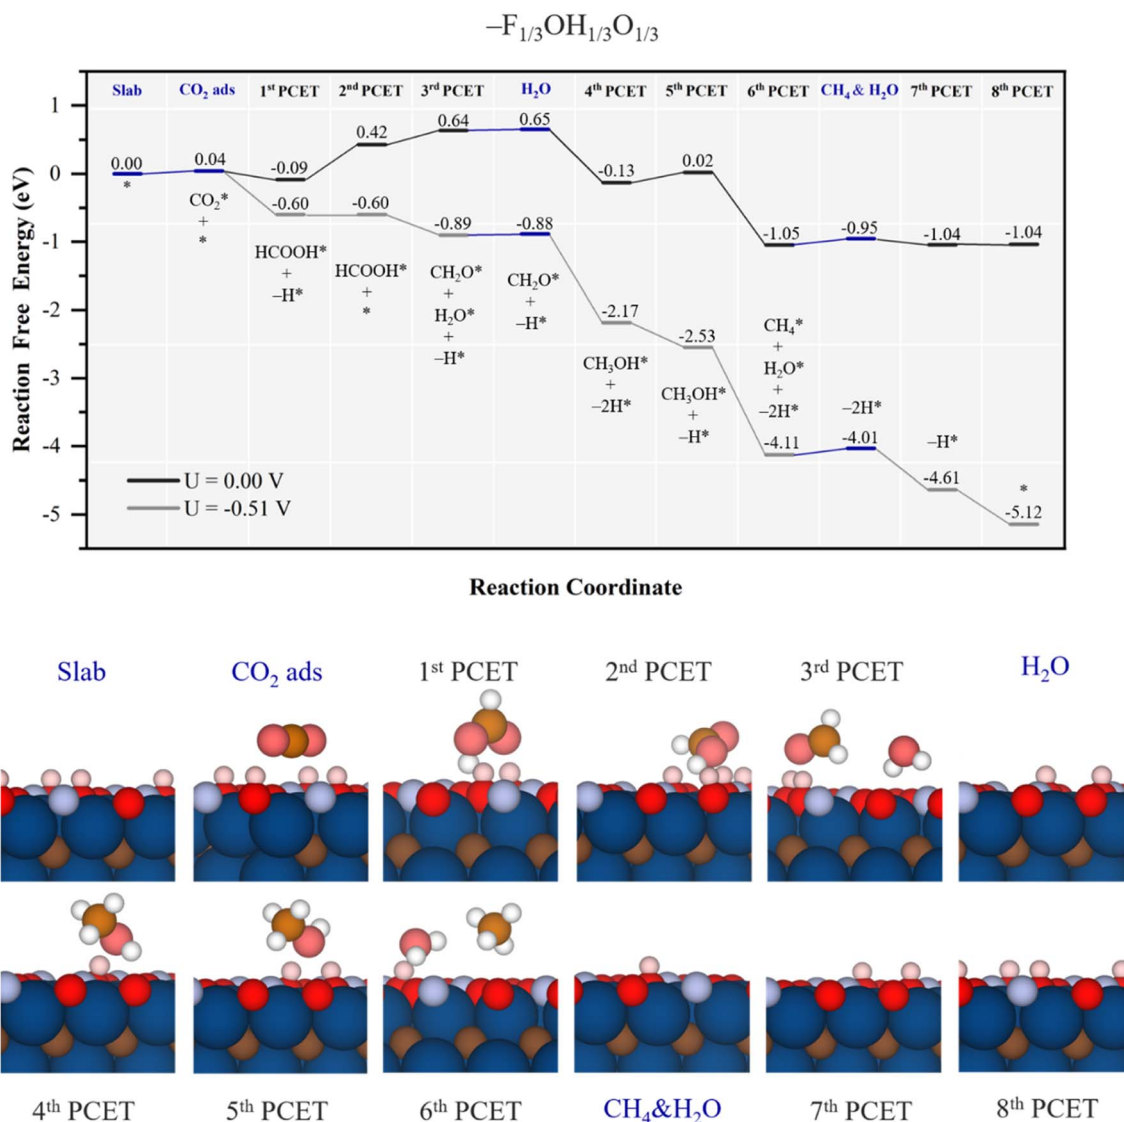 –F1/3OH1/3O1/3
Slab CO2 ads 1st PCET 2nd PCET 3rd PCET H2O 4th PCET 5th PCET 6th PCET CH4 & H2O 7th PCET 8th PCET
Reaction Free Energy (eV)
1
0
-1
-2
-3
-4
-5
0.00 0.04 -0.09 0.42 0.64 0.65 -0.13 0.02 -1.05 -0.95 -1.04 -1.04
-0.60 -0.60 -0.89 -0.88 -2.17 -2.53 -4.11 -4.01 -4.61 -5.12
*
CO2*
+
*
HCOOH*
+
–H*
HCOOH*
+
*
CH2O*
+
H2O*
+
–H*
CH2O*
+
–H*
CH3OH*
+
–2H*
CH3OH*
+
–H*
CH4*
+
H2O*
+
–2H*
–2H*
–H*
*
U = 0.00 V
U = -0.51 V
Reaction Coordinate
Slab CO2 ads 1st PCET 2nd PCET 3rd PCET H2O
4th PCET 5th PCET 6th PCET CH4&H2O 7th PCET 8th PCET